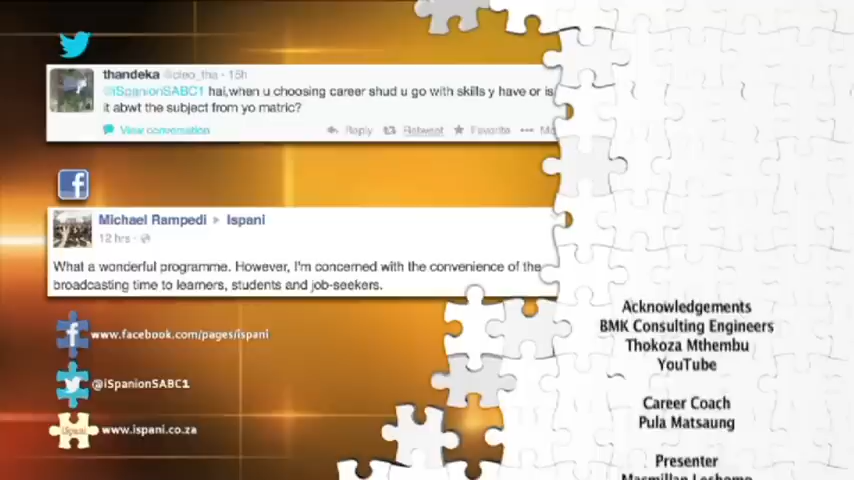 thandeka @cleo_tha · 15h
@iSpanionSABC1 hai,when u choosing career shud u go with skills y have or is
it abwt the subject from yo matric?
View conversation Reply Retweet Favorite
Michael Rampedi ▸ Ispani
12 hrs ·
What a wonderful programme. However, I'm concerned with the convenience of the
broadcasting time to learners, students and job-seekers.
www.facebook.com/pages/ispani
@iSpanionSABC1
www.ispani.co.za
Acknowledgements
BMK Consulting Engineers
Thokoza Mthembu
YouTube
Career Coach
Pula Matsaung
Presenter